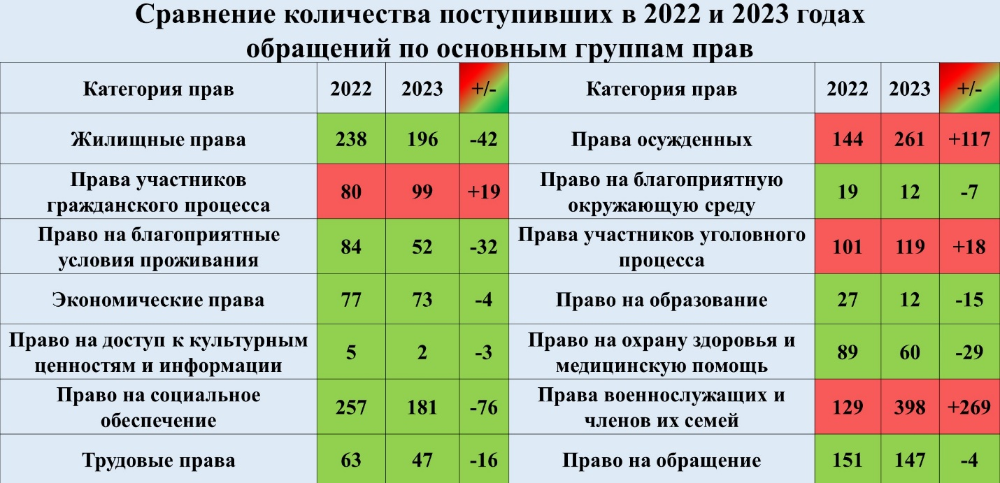 Сравнение количества поступивших в 2022 и 2023 годах
обращений по основным группам прав
Категория прав 2022 2023 +/- Категория прав 2022 2023 +/-
Жилищные права 238 196 -42 Права осужденных 144 261 +117
Права участников
гражданского процесса 80 99 +19 Право на благоприятную
окружающую среду 19 12 -7
Право на благоприятные
условия проживания 84 52 -32 Права участников уголовного
процесса 101 119 +18
Экономические права 77 73 -4 Право на образование 27 12 -15
Право на доступ к культурным
ценностям и информации 5 2 -3 Право на охрану здоровья и
медицинскую помощь 89 60 -29
Право на социальное
обеспечение 257 181 -76 Права военнослужащих и
членов их семей 129 398 +269
Трудовые права 63 47 -16 Право на обращение 151 147 -4